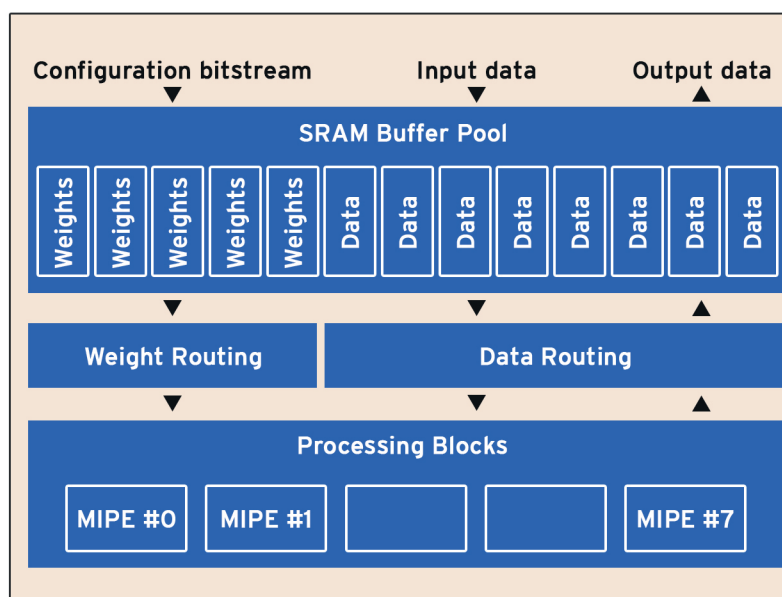 Configuration bitstream Input data Output data
SRAM Buffer Pool
Weights Weights Weights Weights Weights Data Data Data Data Data Data Data Data
Weight Routing Data Routing
Processing Blocks
MIPE #0 MIPE #1 MIPE #7